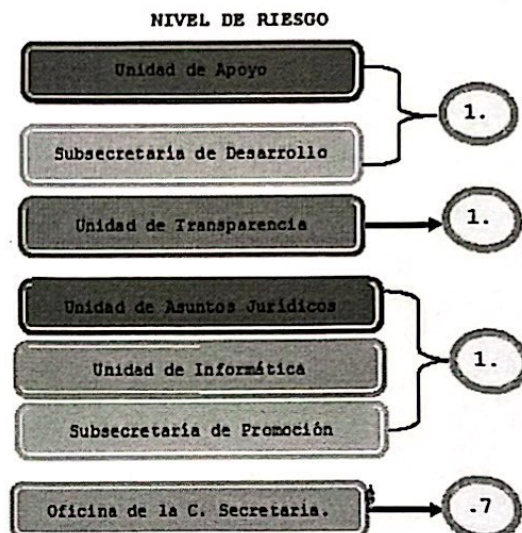 NIVEL DE RIESGO
Unidad de Apoyo
1.
Subsecretaría de Desarrollo
Unidad de Transparencia
1.
Unidad de Asuntos Jurídicos
Unidad de Informática
1.
Subsecretaría de Promoción
Oficina de la C. Secretaria.
.7